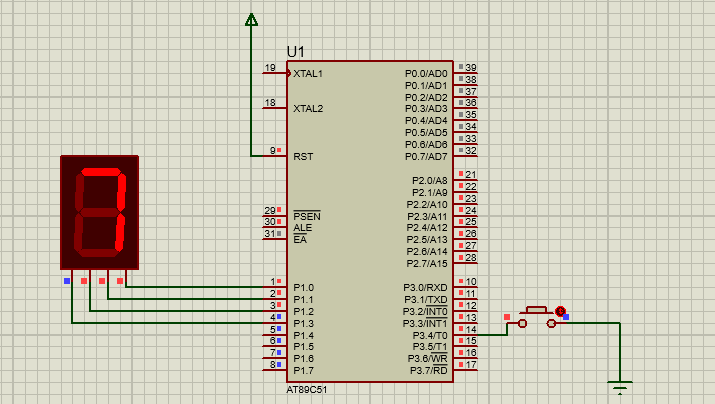 U1
19 XTAL1
18 XTAL2
9 RST
29 PSEN
30 ALE
31 EA
1 P1.0
2 P1.1
3 P1.2
4 P1.3
5 P1.4
6 P1.5
7 P1.6
8 P1.7
P0.0/AD0 39
P0.1/AD1 38
P0.2/AD2 37
P0.3/AD3 36
P0.4/AD4 35
P0.5/AD5 34
P0.6/AD6 33
P0.7/AD7 32
P2.0/A8 21
P2.1/A9 22
P2.2/A10 23
P2.3/A11 24
P2.4/A12 25
P2.5/A13 26
P2.6/A14 27
P2.7/A15 28
P3.0/RXD 10
P3.1/TXD 11
P3.2/INT0 12
P3.3/INT1 13
P3.4/T0 14
P3.5/T1 15
P3.6/WR 16
P3.7/RD 17
AT89C51
7